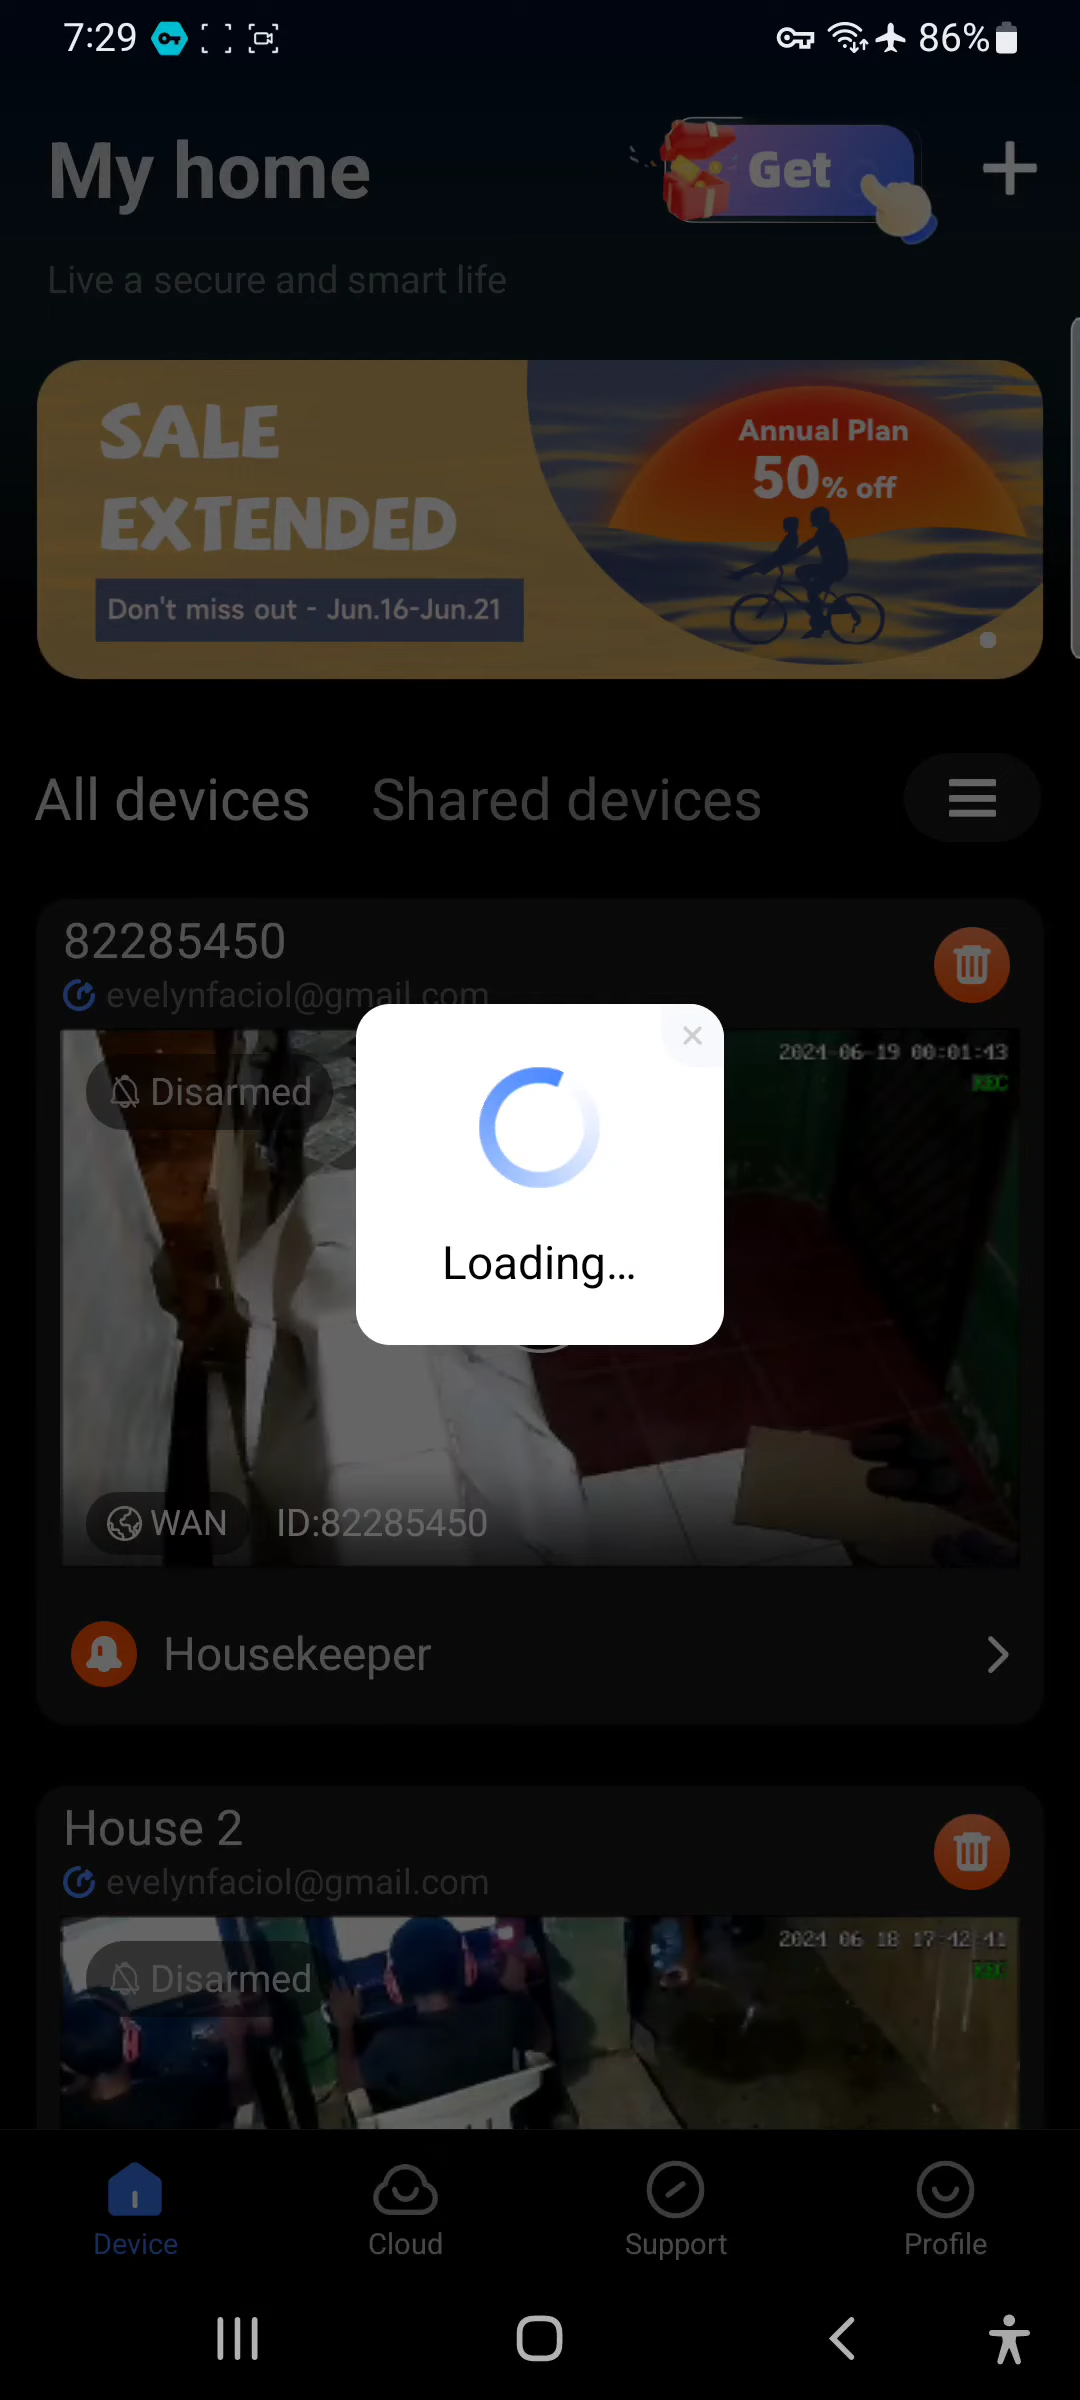 7:29
86%
My home
Get
Live a secure and smart life
SALE
EXTENDED
Don't miss out - Jun.16-Jun.21
Annual Plan
50% off
All devices
Shared devices
82285450
evelynfaciol@gmail.com
Disarmed
2024-06-19 00:01:43
REC
Loading...
WAN
ID:82285450
Housekeeper
House 2
evelynfaciol@gmail.com
Disarmed
2024-06-18 17:42:41
REC
Device
Cloud
Support
Profile